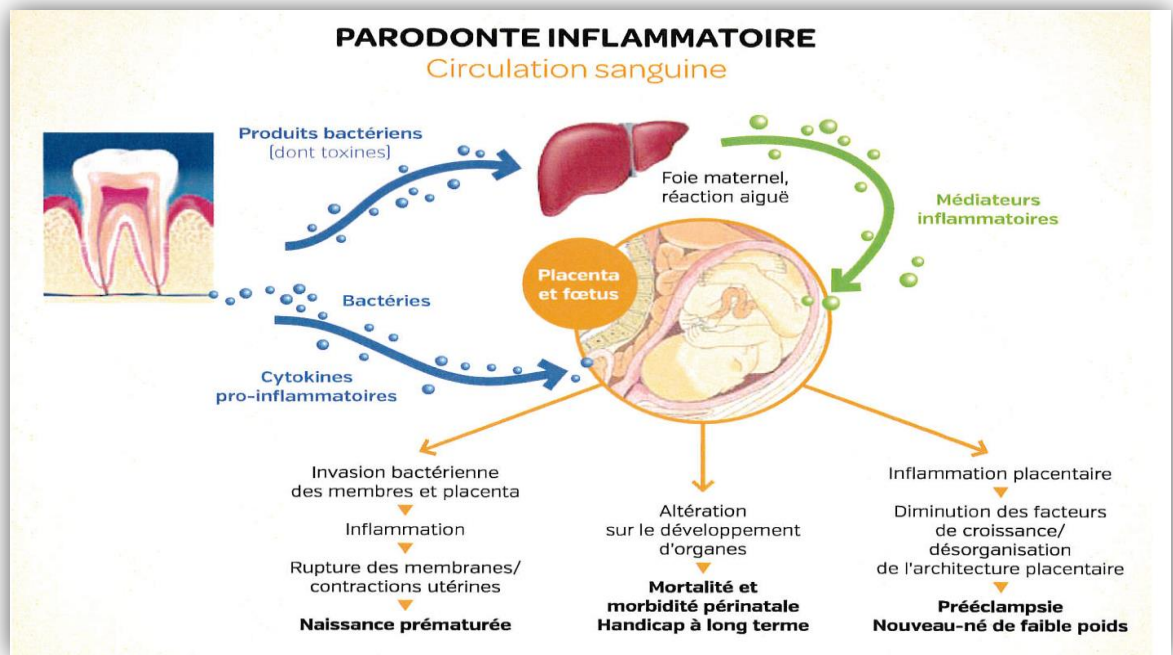 PARODONTE INFLAMMATOIRE
Circulation sanguine
Produits bactériens
(dont toxines)
Foie maternel,
réaction aiguë
Médiateurs
inflammatoires
Placenta
et fœtus
Bactéries
Cytokines
pro-inflammatoires
Invasion bactérienne
des membres et placenta
Inflammation
Rupture des membranes/
contractions utérines
Naissance prématurée
Altération
sur le développement
d'organes
Mortalité et
morbidité périnatale
Handicap à long terme
Inflammation placentaire
Diminution des facteurs
de croissance/
désorganisation
de l'architecture placentaire
Prééclampsie
Nouveau-né de faible poids